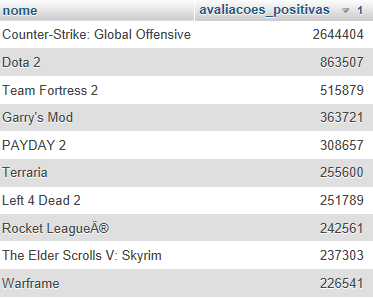 nome avaliacoes_positivas 1
Counter-Strike: Global Offensive 2644404
Dota 2 863507
Team Fortress 2 515879
Garry's Mod 363721
PAYDAY 2 308657
Terraria 255600
Left 4 Dead 2 251789
Rocket LeagueÂ® 242561
The Elder Scrolls V: Skyrim 237303
Warframe 226541